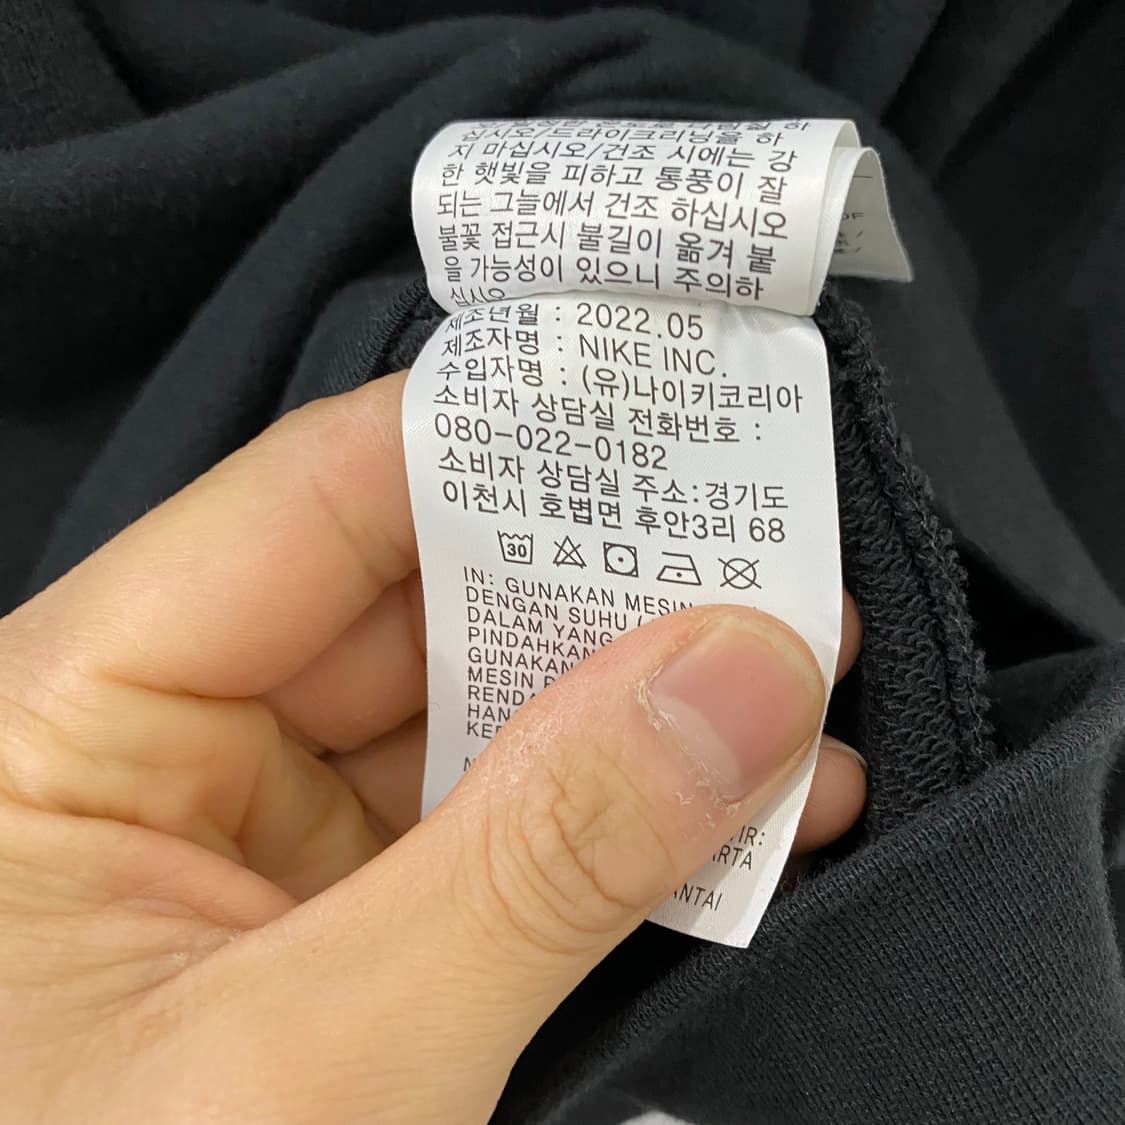 십시오/드라이크리닝을 하
지 마십시오/건조 시에는 강
한 햇빛을 피하고 통풍이 잘
되는 그늘에서 건조 하십시오
불꽃 접근시 불길이 옮겨 붙
을 가능성이 있으니 주의하
십시오
제조년월 : 2022.05
제조자명 : NIKE INC.
수입자명 : (유)나이키코리아
소비자 상담실 전화번호 :
080-022-0182
소비자 상담실 주소:경기도
이천시 호법면 후안3리 68
30
IN: GUNAKAN MESIN
DENGAN SUHU
DALAM YANG
PINDAHKAN
GUNAKAN
MESIN